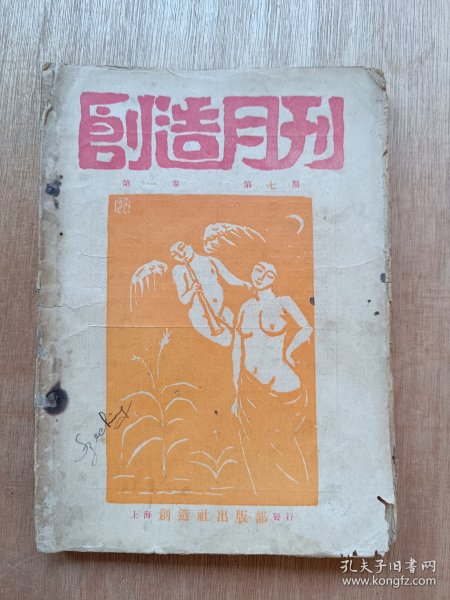 創造月刊
第一卷 第七期
Szeching
上海 創造社出版部 發行
孔夫子旧书网
www.kongfz.com